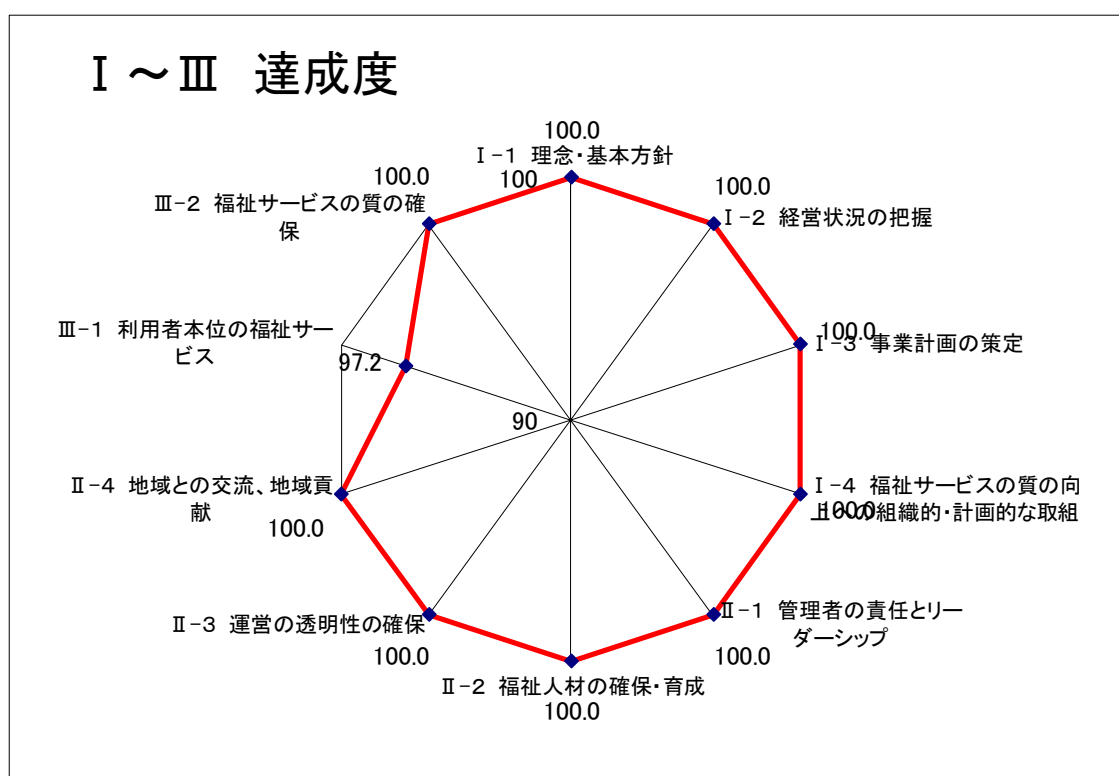 Ⅰ～Ⅲ 達成度
100.0
Ⅰ-1 理念・基本方針
100
100.0
Ⅰ-2 経営状況の把握
100.0
Ⅰ-3 事業計画の策定
Ⅰ-4 福祉サービスの質の向
上への組織的・計画的な取組
100.0
Ⅱ-1 管理者の責任とリー
ダーシップ
100.0
Ⅱ-2 福祉人材の確保・育成
100.0
Ⅱ-3 運営の透明性の確保
100.0
Ⅱ-4 地域との交流、地域貢
献
100.0
Ⅲ-1 利用者本位の福祉サー
ビス
97.2
90
100.0
Ⅲ-2 福祉サービスの質の確
保